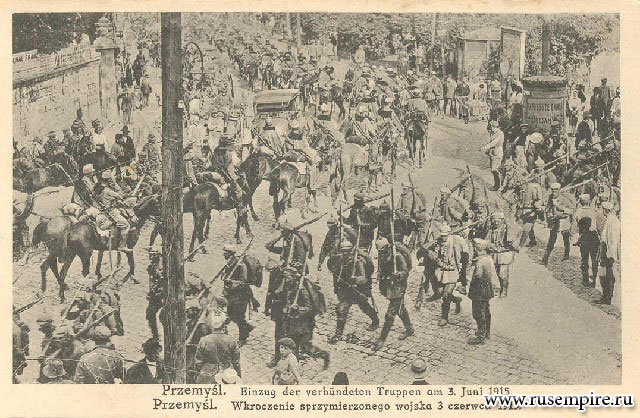 Przemyśl. Einzug der verbündeten Truppen am 3. Juni 1915
Przemyśl. Wkroczenie sprzymierzonego wojska 3 czerwca
www.rusempire.ru